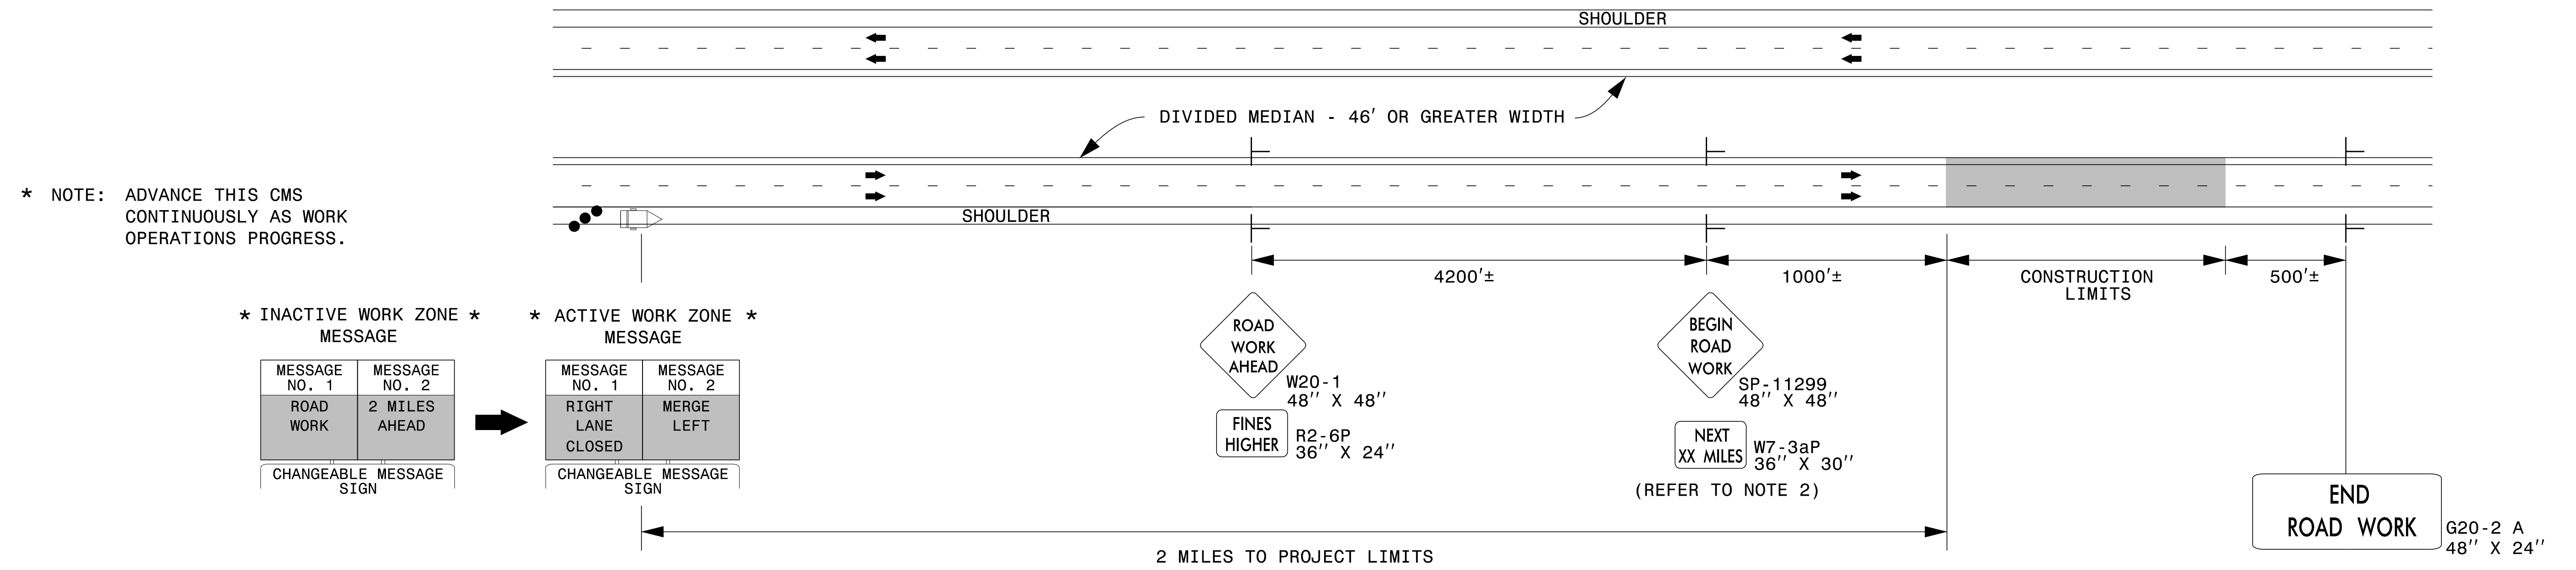 SHOULDER
DIVIDED MEDIAN - 46' OR GREATER WIDTH
* NOTE: ADVANCE THIS CMS
CONTINUOUSLY AS WORK
OPERATIONS PROGRESS.
SHOULDER
4200'±
1000'±
CONSTRUCTION
LIMITS
500'±
* INACTIVE WORK ZONE *
MESSAGE
MESSAGE
NO. 1
MESSAGE
NO. 2
ROAD
WORK
2 MILES
AHEAD
CHANGEABLE MESSAGE
SIGN
* ACTIVE WORK ZONE *
MESSAGE
MESSAGE
NO. 1
MESSAGE
NO. 2
RIGHT
LANE
CLOSED
MERGE
LEFT
CHANGEABLE MESSAGE
SIGN
ROAD
WORK
AHEAD
W20-1
48" X 48"
FINES
HIGHER
R2-6P
36" X 24"
BEGIN
ROAD
WORK
SP-11299
48" X 48"
NEXT
XX MILES
W7-3aP
36" X 30"
(REFER TO NOTE 2)
END
ROAD WORK
G20-2 A
48" X 24"
2 MILES TO PROJECT LIMITS